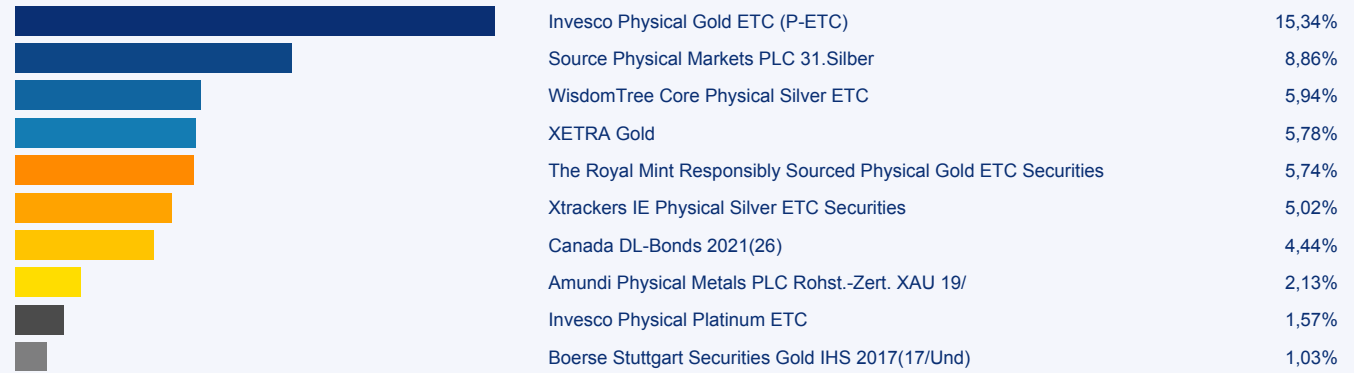 Invesco Physical Gold ETC (P-ETC) 15,34%
Source Physical Markets PLC 31.Silber 8,86%
WisdomTree Core Physical Silver ETC 5,94%
XETRA Gold 5,78%
The Royal Mint Responsibly Sourced Physical Gold ETC Securities 5,74%
Xtrackers IE Physical Silver ETC Securities 5,02%
Canada DL-Bonds 2021(26) 4,44%
Amundi Physical Metals PLC Rohst.-Zert. XAU 19/ 2,13%
Invesco Physical Platinum ETC 1,57%
Boerse Stuttgart Securities Gold IHS 2017(17/Und) 1,03%